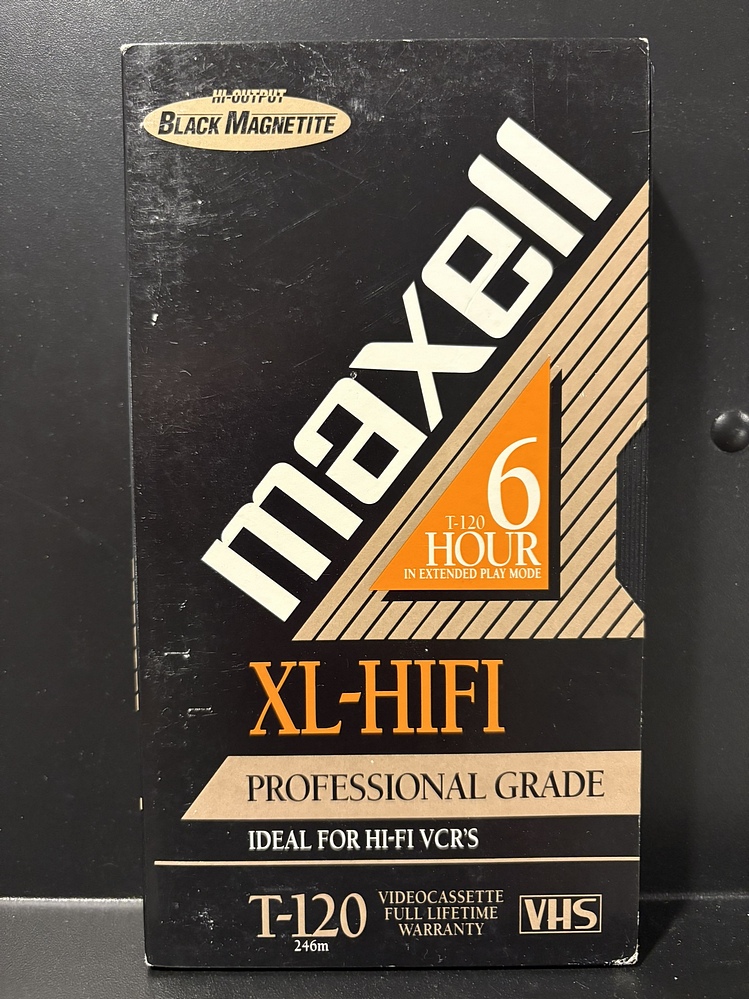 HI-OUTPUT
BLACK MAGNETITE
maxell
6
T-120
HOUR
IN EXTENDED PLAY MODE
XL-HIFI
PROFESSIONAL GRADE
IDEAL FOR HI-FI VCR'S
T-120
246m
VIDEOCASSETTE
FULL LIFETIME
WARRANTY
VHS